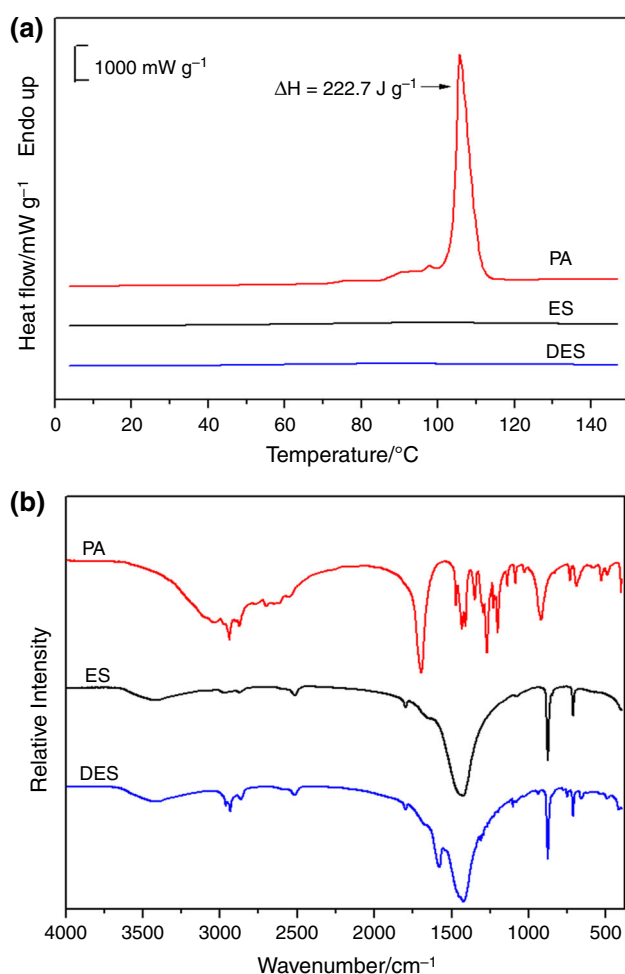 (a)
1000 mW g⁻¹
ΔH = 222.7 J g⁻¹
PA
ES
DES
Heat flow/mW g⁻¹ Endo up
0 20 40 60 80 100 120 140
Temperature/°C
(b)
PA
ES
DES
Relative Intensity
4000 3500 3000 2500 2000 1500 1000 500
Wavenumber/cm⁻¹